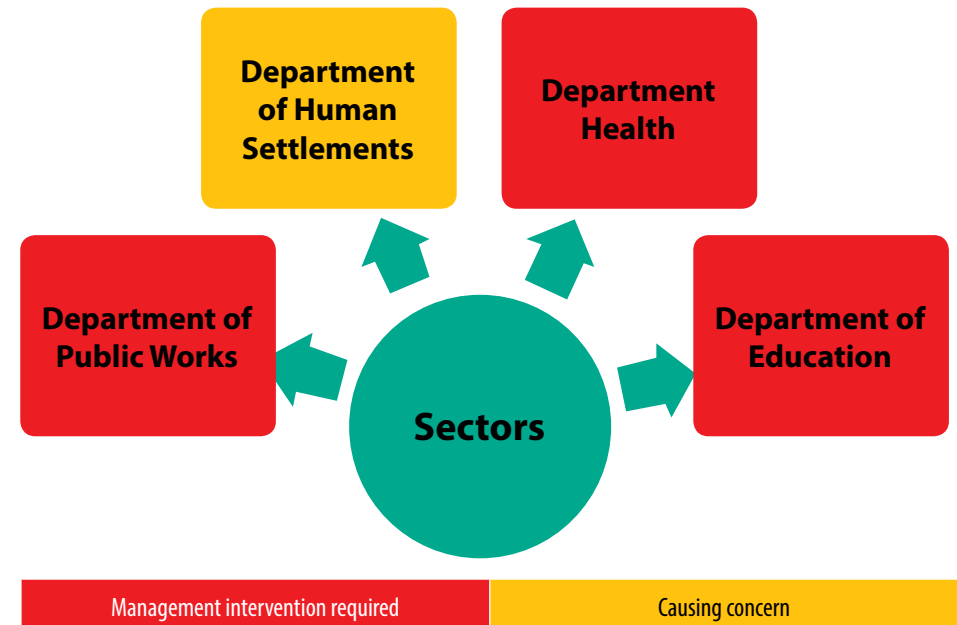 Department
of Human
Settlements
Department
Health
Department of
Public Works
Department of
Education
Sectors
Management intervention required
Causing concern